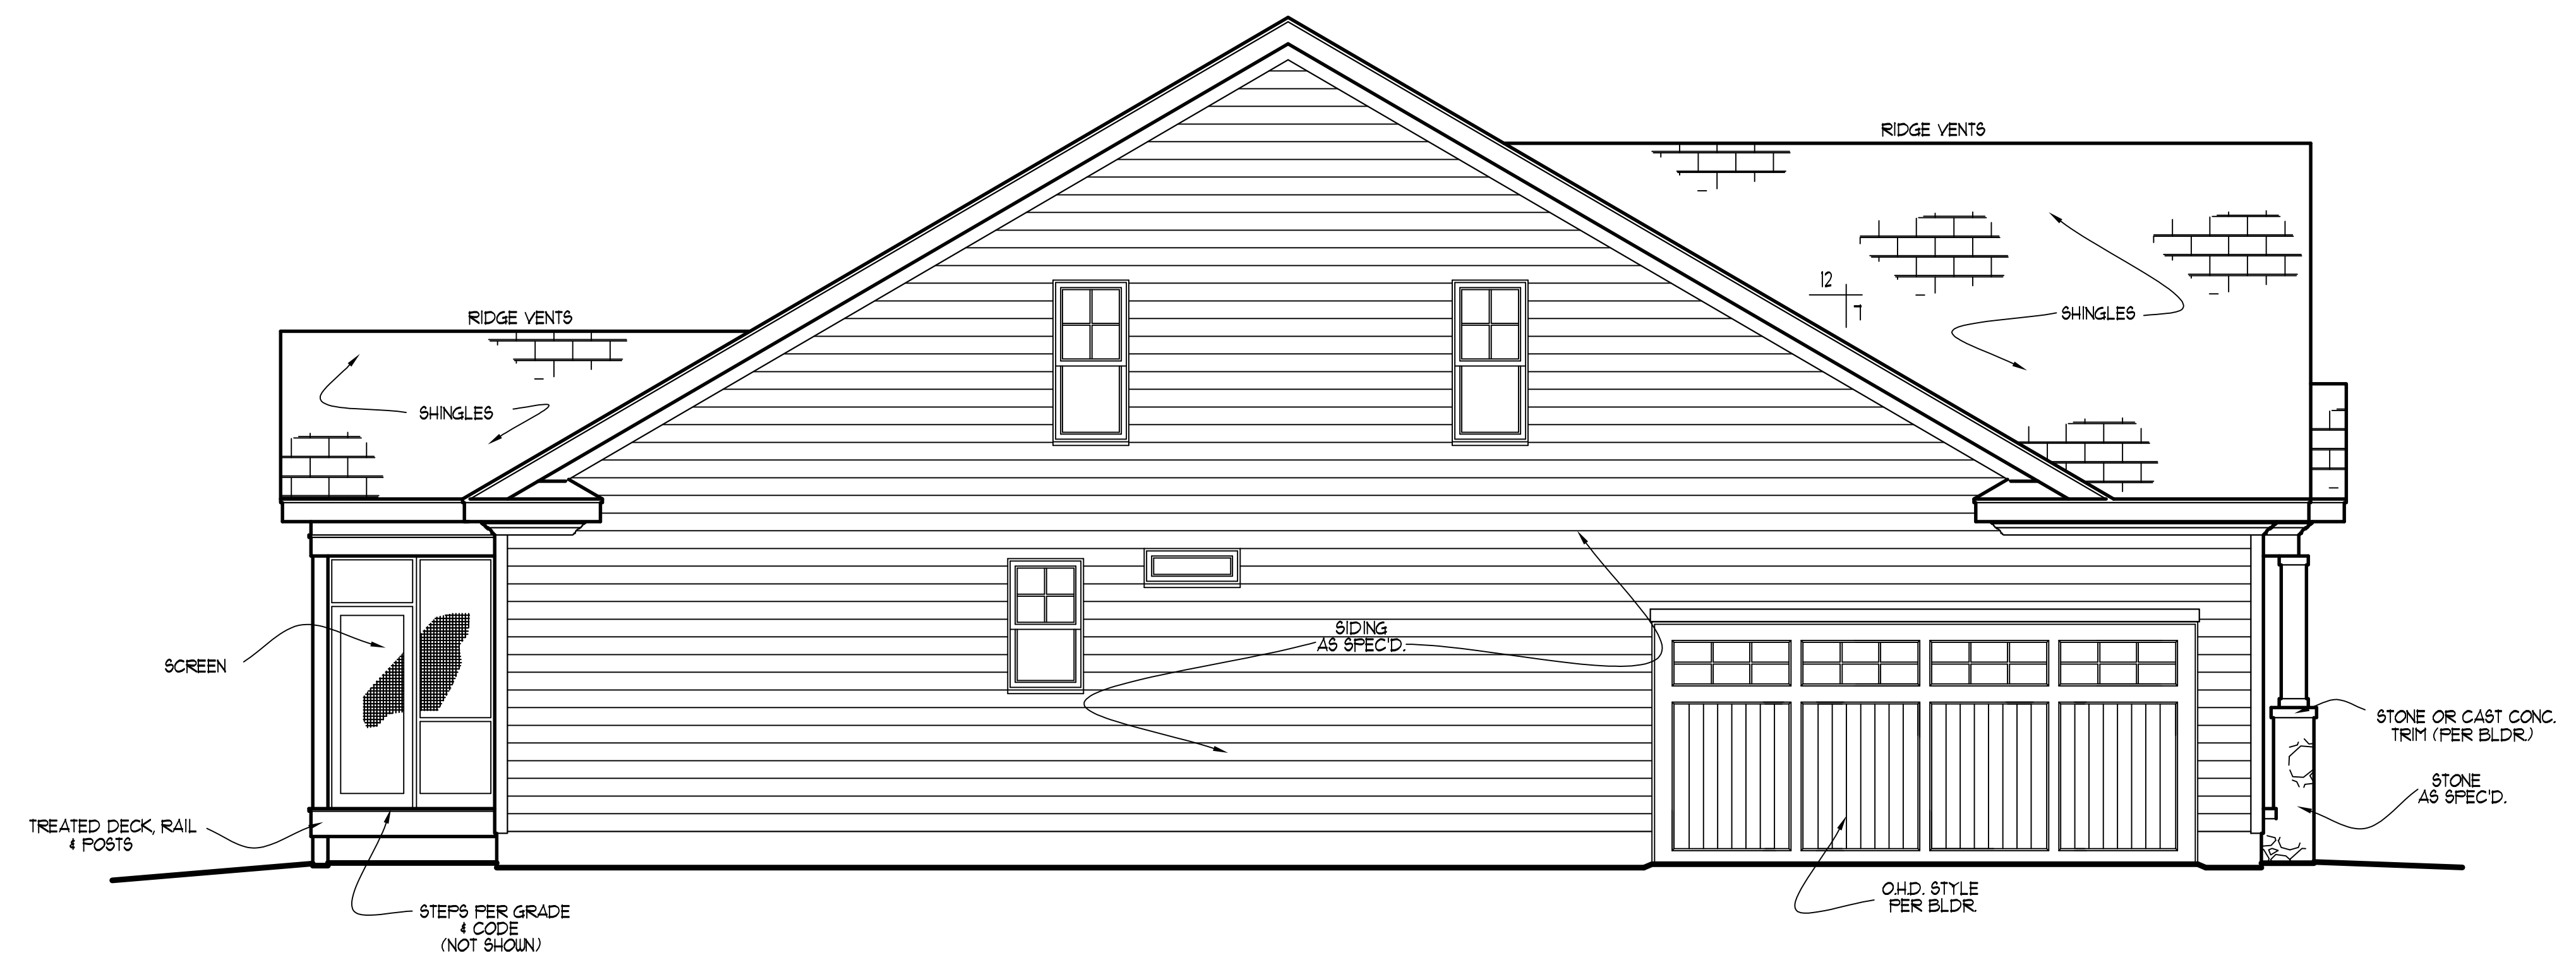 RIDGE VENTS
12
7
SHINGLES
RIDGE VENTS
SHINGLES
SIDING
AS SPEC'D.
SCREEN
STONE OR CAST CONC.
TRIM (PER BLDR.)
STONE
AS SPEC'D.
TREATED DECK, RAIL
& POSTS
O.H.D. STYLE
PER BLDR.
STEPS PER GRADE
& CODE
(NOT SHOWN)